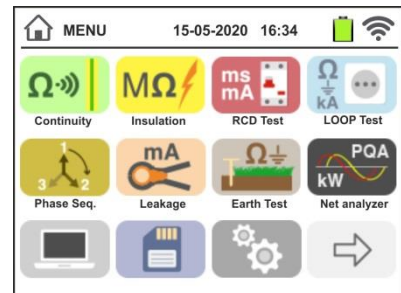 MENU 15-05-2020 16:34
Ω MΩ ms mA Ω kA
Continuity Insulation RCD Test LOOP Test
1 2 3 mA Ω PQA kW
Phase Seq. Leakage Earth Test Net analyzer